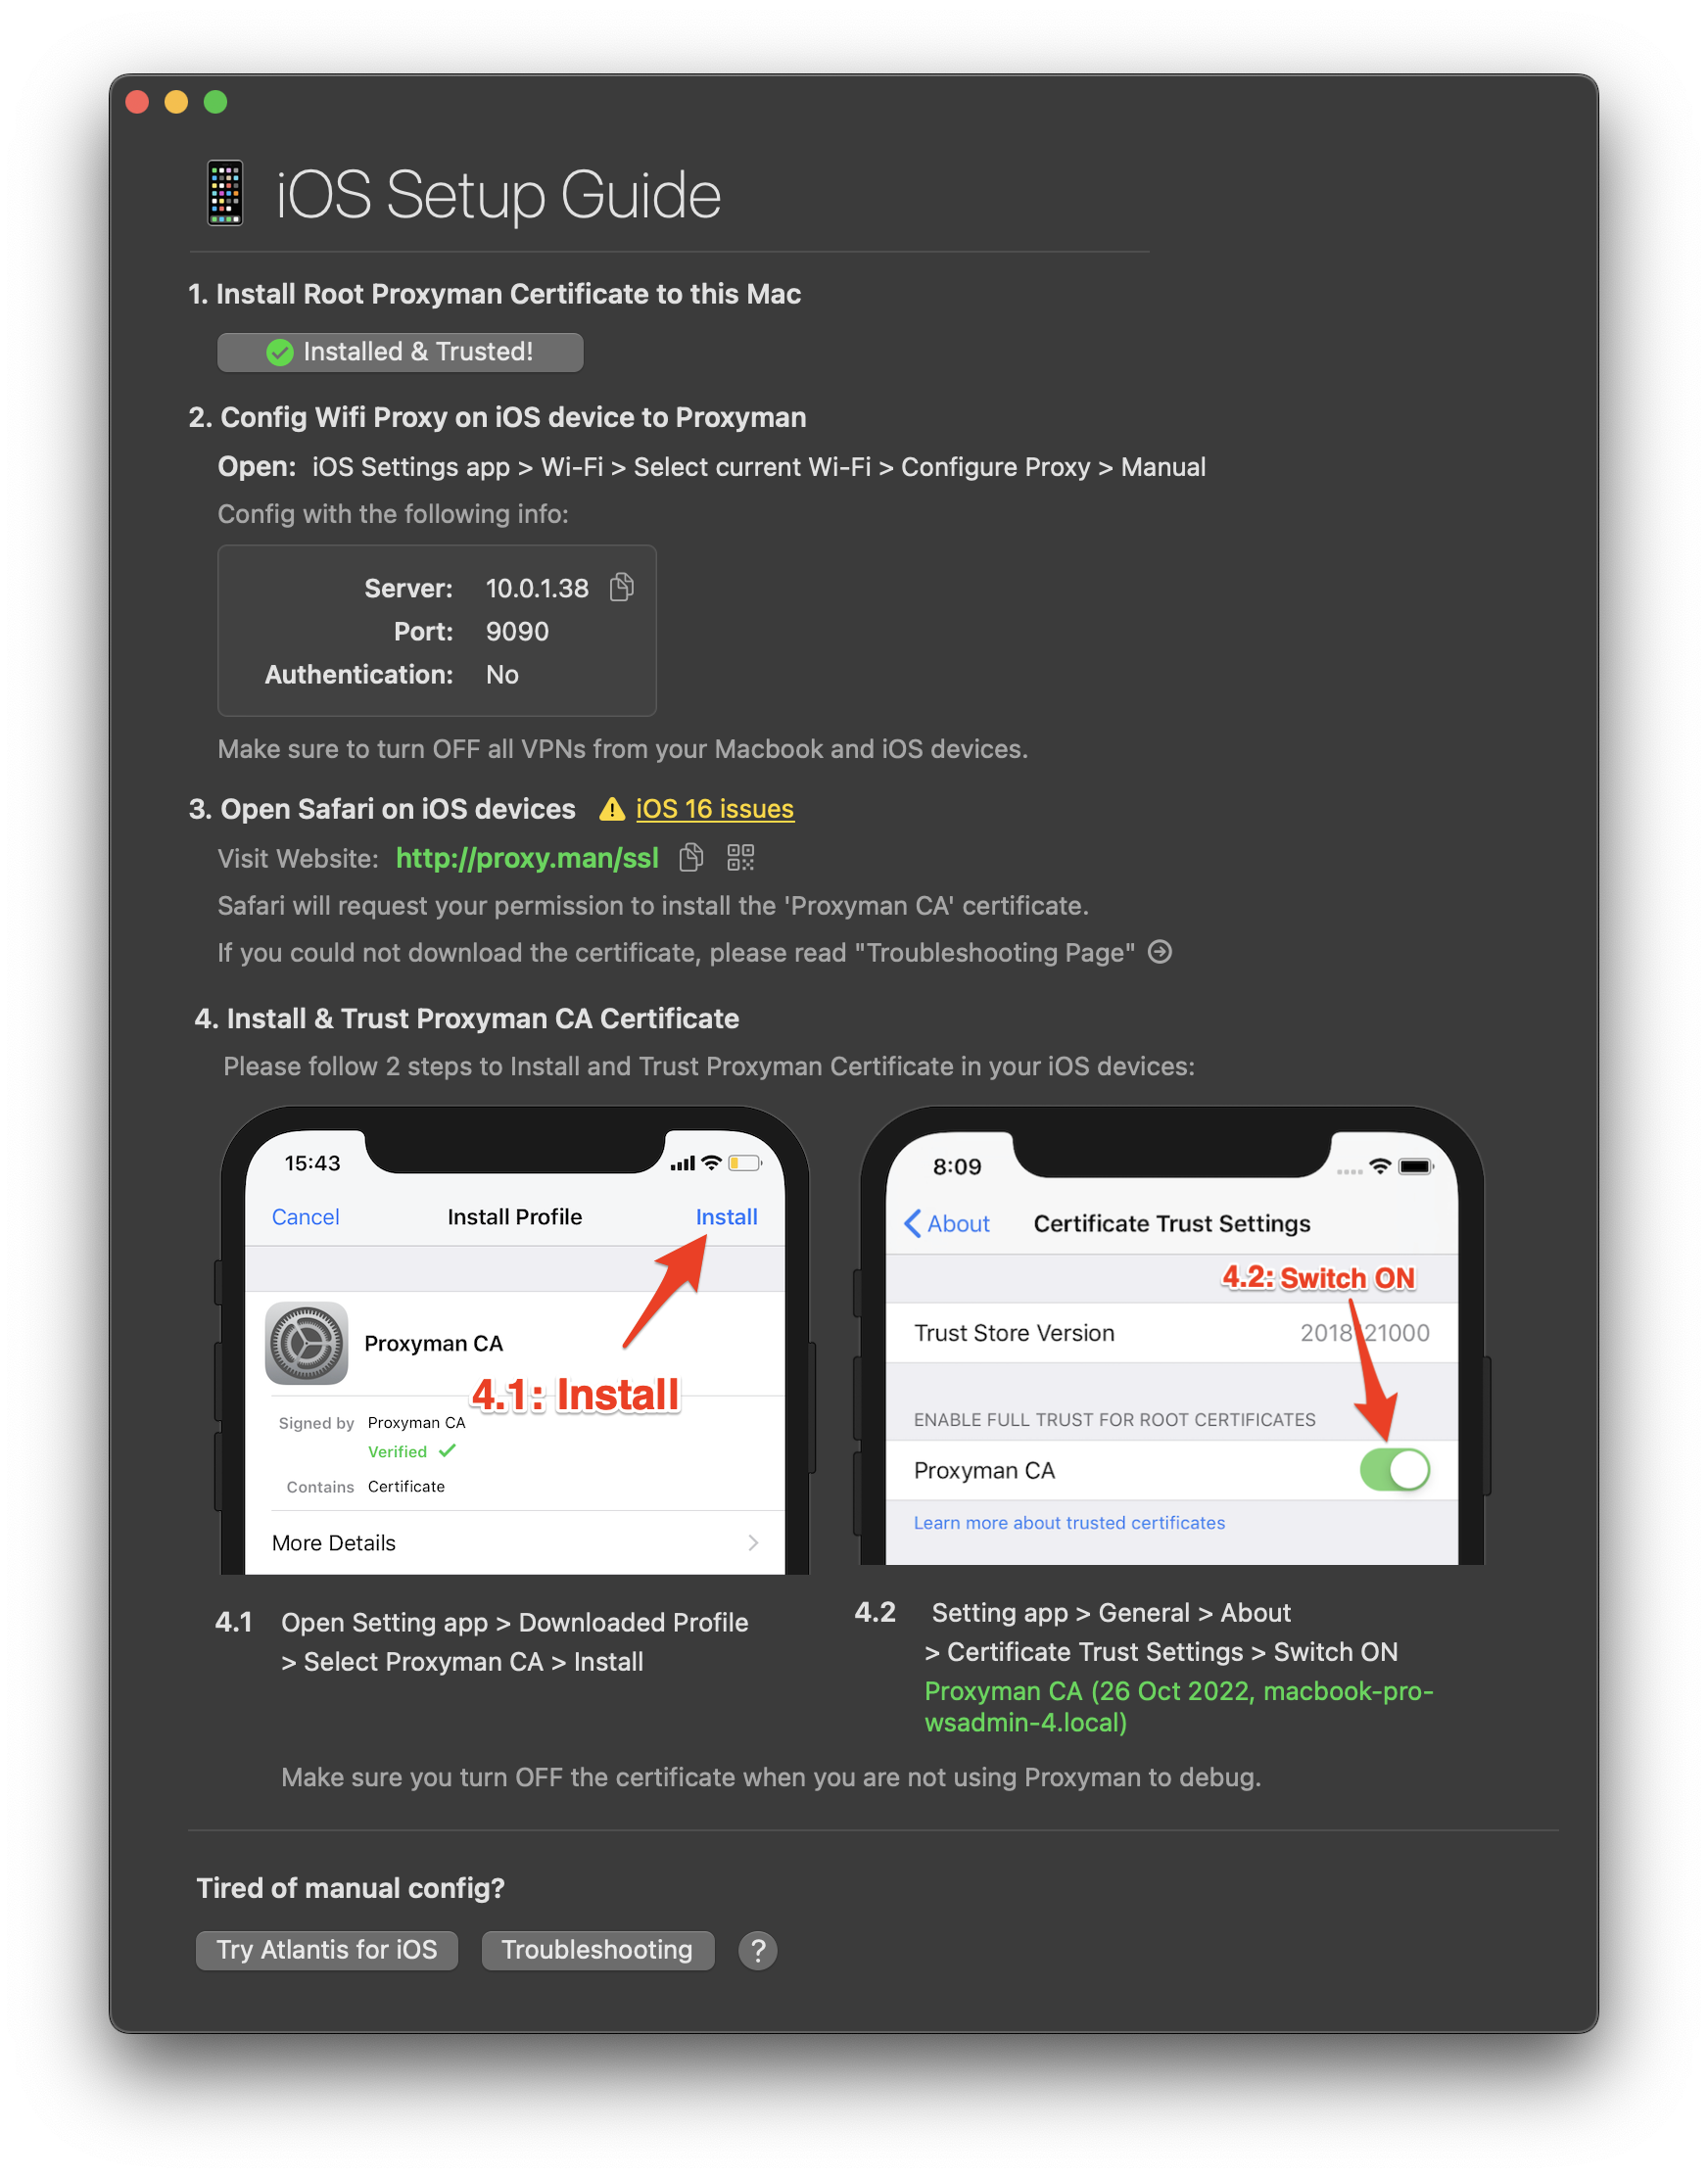 iOS Setup Guide
1. Install Root Proxyman Certificate to this Mac
Installed & Trusted!
2. Config Wifi Proxy on iOS device to Proxyman
Open: iOS Settings app > Wi-Fi > Select current Wi-Fi > Configure Proxy > Manual
Config with the following info:
Server: 10.0.1.38
Port: 9090
Authentication: No
Make sure to turn OFF all VPNs from your Macbook and iOS devices.
3. Open Safari on iOS devices iOS 16 issues
Visit Website: http://proxy.man/ssl
Safari will request your permission to install the 'Proxyman CA' certificate.
If you could not download the certificate, please read "Troubleshooting Page"
4. Install & Trust Proxyman CA Certificate
Please follow 2 steps to Install and Trust Proxyman Certificate in your iOS devices:
15:43
Cancel Install Profile Install
Proxyman CA
4.1: Install
Signed by Proxyman CA
Verified
Contains Certificate
More Details
4.1 Open Setting app > Downloaded Profile
> Select Proxyman CA > Install
8:09
About Certificate Trust Settings
4.2: Switch ON
Trust Store Version
ENABLE FULL TRUST FOR ROOT CERTIFICATES
Proxyman CA
Learn more about trusted certificates
4.2 Setting app > General > About
> Certificate Trust Settings > Switch ON
Proxyman CA (26 Oct 2022, macbook-pro-
wsadmin-4.local)
Make sure you turn OFF the certificate when you are not using Proxyman to debug.
Tired of manual config?
Try Atlantis for iOS Troubleshooting ?